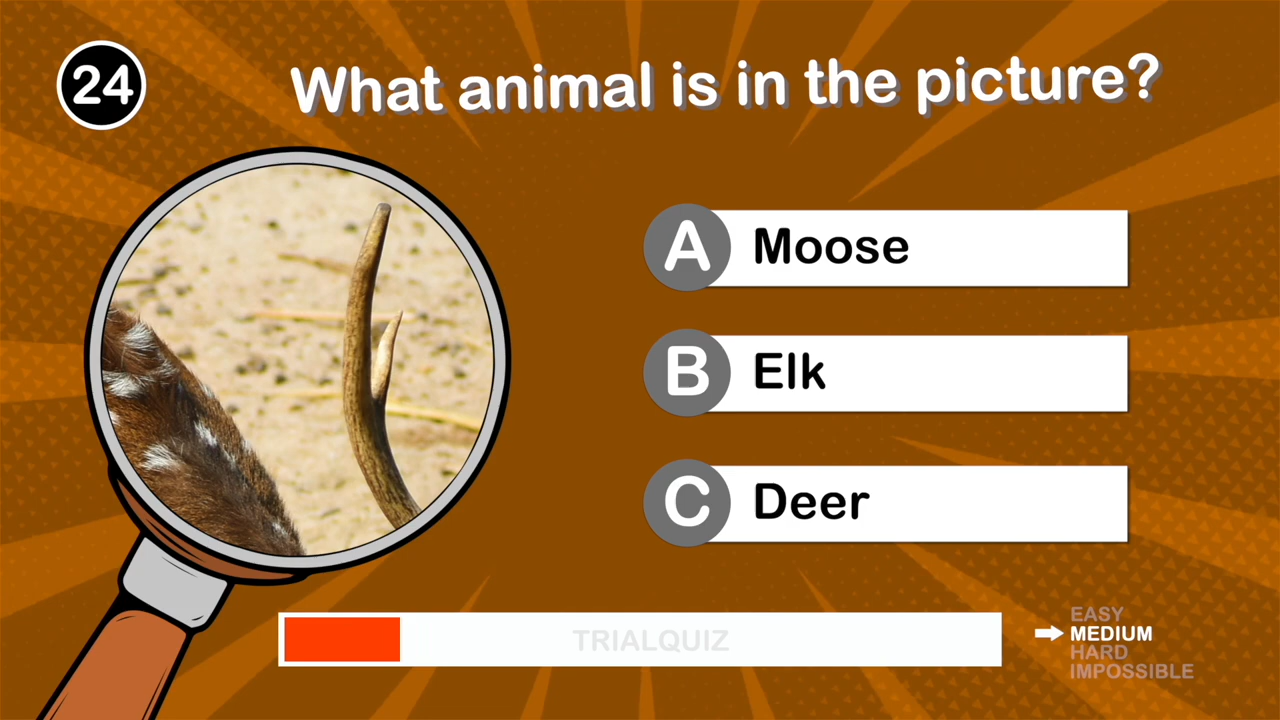 24
What animal is in the picture?
A Moose
B Elk
C Deer
TRIALQUIZ
EASY
MEDIUM
HARD
IMPOSSIBLE